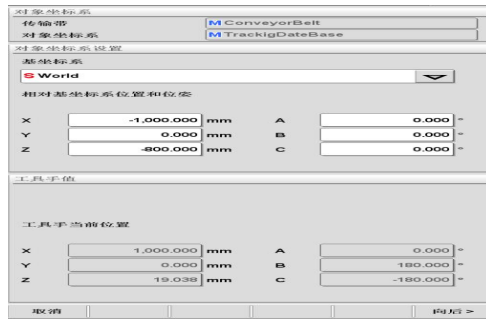 对象坐标系
传输带 M ConveyorBelt
对象坐标系 M TrackigDateBase
对象坐标系设置
基坐标系
S World
相对基坐标系位置和位姿
X -1,000.000 mm A 0.000 °
Y 0.000 mm B 0.000 °
Z -800.000 mm C 0.000 °
工具手值
工具手当前位置
X 1,000.000 mm A 0.000 °
Y 0.000 mm B 180.000 °
Z 19.038 mm C -180.000 °
取消 向后 >